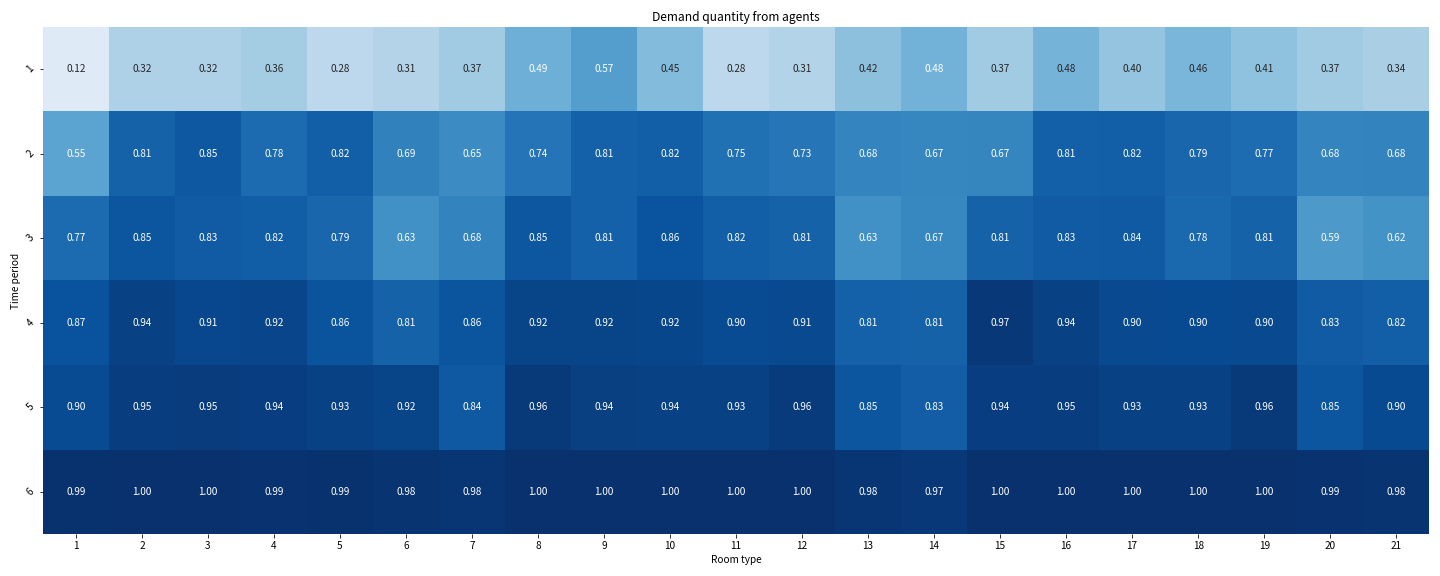 Demand quantity from agents
Time period
1 0.12 0.32 0.32 0.36 0.28 0.31 0.37 0.49 0.57 0.45 0.28 0.31 0.42 0.48 0.37 0.48 0.40 0.46 0.41 0.37 0.34
2 0.55 0.81 0.85 0.78 0.82 0.69 0.65 0.74 0.81 0.82 0.75 0.73 0.68 0.67 0.67 0.81 0.82 0.79 0.77 0.68 0.68
3 0.77 0.85 0.83 0.82 0.79 0.63 0.68 0.85 0.81 0.86 0.82 0.81 0.63 0.67 0.81 0.83 0.84 0.78 0.81 0.59 0.62
4 0.87 0.94 0.91 0.92 0.86 0.81 0.86 0.92 0.92 0.92 0.90 0.91 0.81 0.81 0.97 0.94 0.90 0.90 0.90 0.83 0.82
5 0.90 0.95 0.95 0.94 0.93 0.92 0.84 0.96 0.94 0.94 0.93 0.96 0.85 0.83 0.94 0.95 0.93 0.93 0.96 0.85 0.90
6 0.99 1.00 1.00 0.99 0.99 0.98 0.98 1.00 1.00 1.00 1.00 1.00 0.98 0.97 1.00 1.00 1.00 1.00 1.00 0.99 0.98
1 2 3 4 5 6 7 8 9 10 11 12 13 14 15 16 17 18 19 20 21
Room type